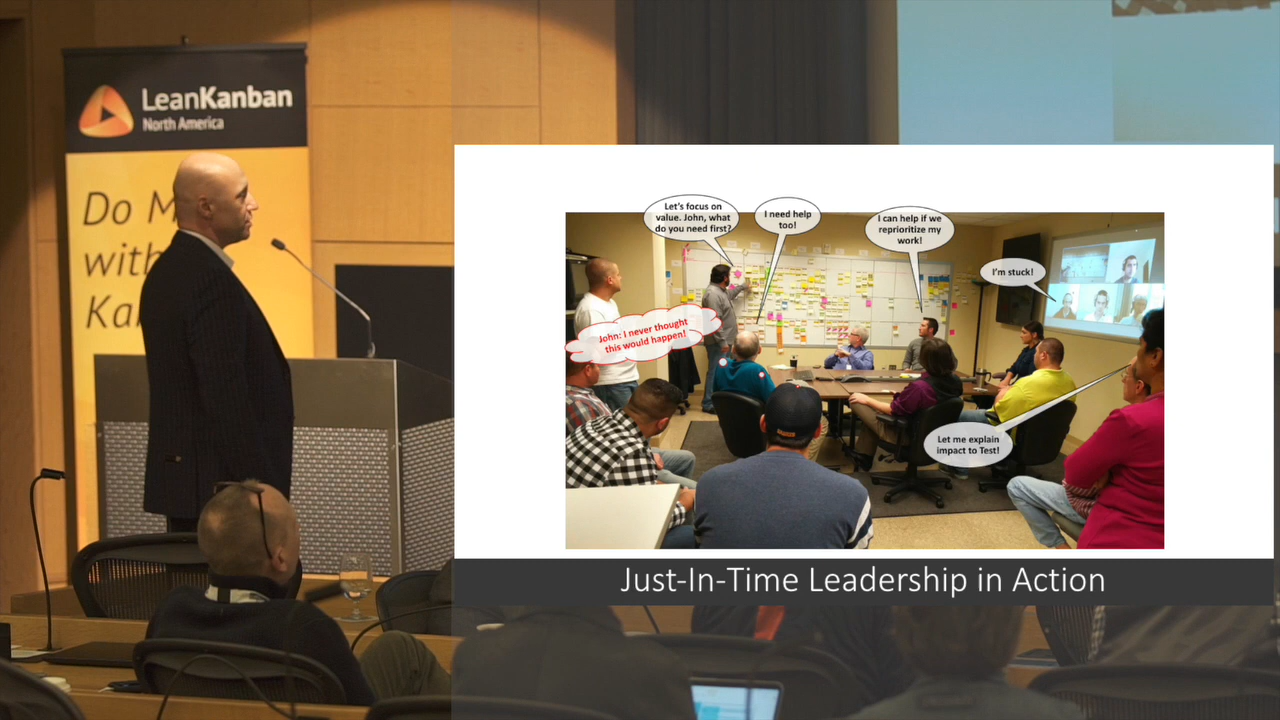 LeanKanban
North America
Do
with
Let's focus on
value. John, what
do you need first?
I need help
too!
I can help if we
reprioritize my
work!
I'm stuck!
John: I never thought
this would happen!
Let me explain
impact to Test!
Just-In-Time Leadership in Action